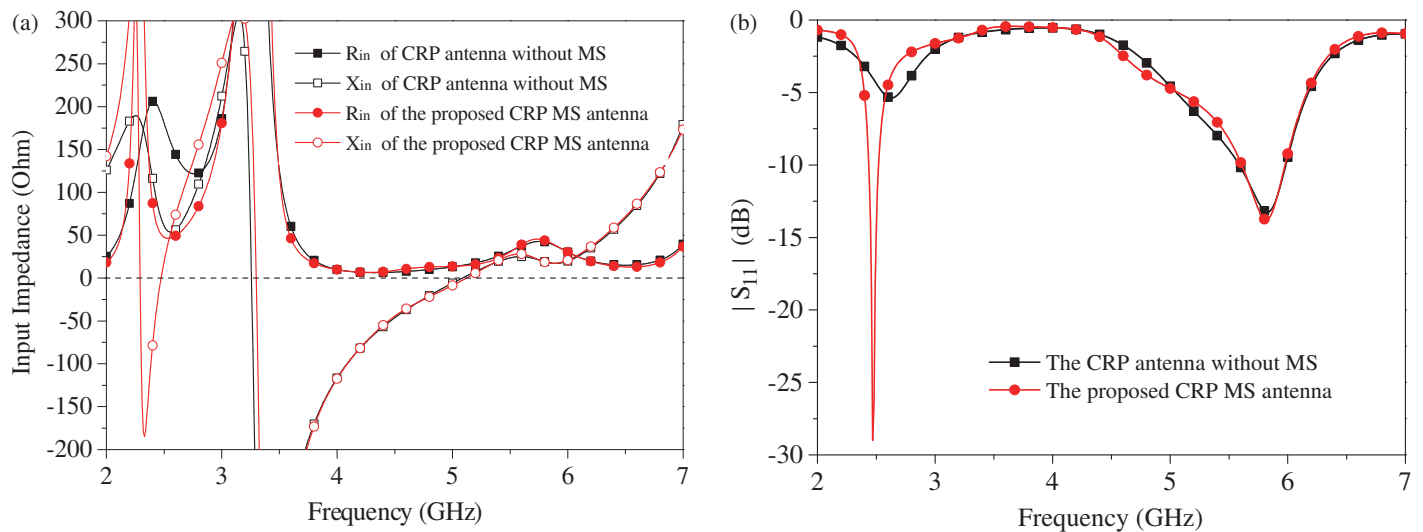 (a)
300
250
200
150
100
50
0
-50
-100
-150
-200
Input Impedance (Ohm)
Rin of CRP antenna without MS
Xin of CRP antenna without MS
Rin of the proposed CRP MS antenna
Xin of the proposed CRP MS antenna
2 3 4 5 6 7
Frequency (GHz)
(b)
0
-5
-10
-15
-20
-25
-30
|S11| (dB)
The CRP antenna without MS
The proposed CRP MS antenna
2 3 4 5 6 7
Frequency (GHz)